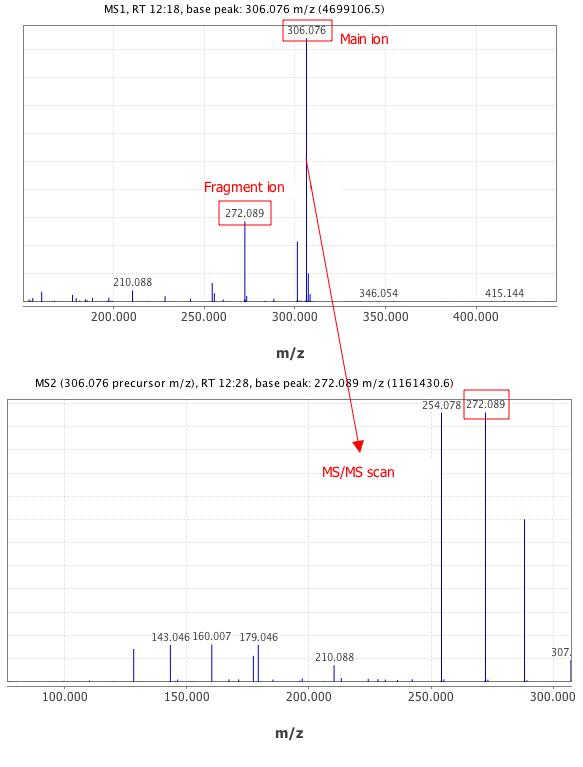 MS1, RT 12:18, base peak: 306.076 m/z (4699106.5)
306.076
Main ion
Fragment ion
272.089
210.088
346.054
415.144
200.000 250.000 300.000 350.000 400.000
m/z
MS2 (306.076 precursor m/z), RT 12:28, base peak: 272.089 m/z (1161430.6)
254.078 272.089
MS/MS scan
143.046 160.007 179.046
210.088
307.
100.000 150.000 200.000 250.000 300.000
m/z